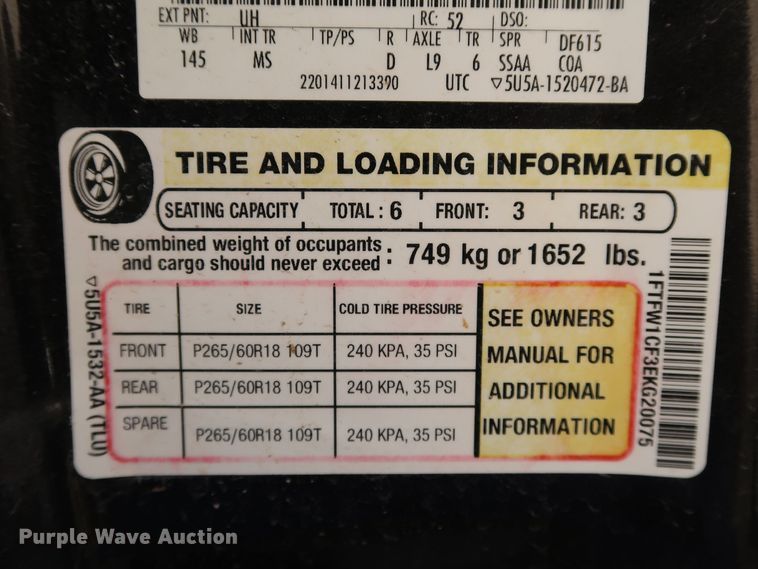 EXT PNT: UH RC: 52 DSO:
WB INT TR TP/PS R AXLE TR SPR DF615
145 MS D L9 6 SSAA COA
2201411213390 UTC ▽5U5A-1520472-BA
TIRE AND LOADING INFORMATION
SEATING CAPACITY TOTAL : 6 FRONT: 3 REAR: 3
The combined weight of occupants
and cargo should never exceed : 749 kg or 1652 lbs.
TIRE SIZE COLD TIRE PRESSURE
FRONT P265/60R18 109T 240 KPA, 35 PSI
REAR P265/60R18 109T 240 KPA, 35 PSI
SPARE P265/60R18 109T 240 KPA, 35 PSI
SEE OWNERS
MANUAL FOR
ADDITIONAL
INFORMATION
▽5U5A-1532-AA (TLU)
1FTFW1CF3EKG20075
Purple Wave Auction